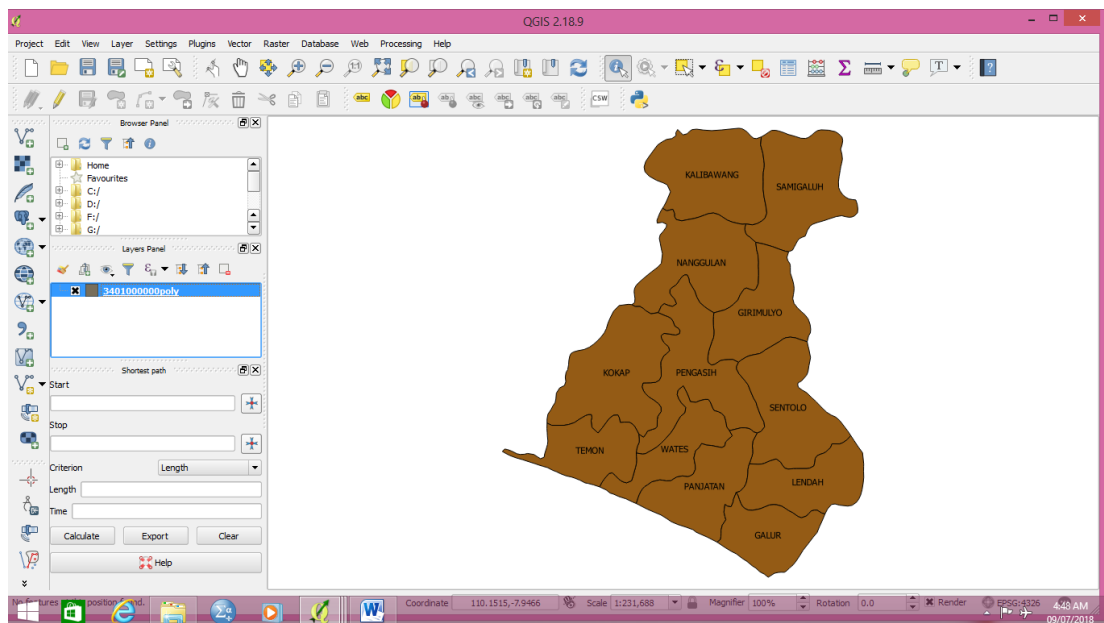 QGIS 2.18.9
Project Edit View Layer Settings Plugins Vector Raster Database Web Processing Help
abc
CSW
Browser Panel
Home
Favourites
C:/
D:/
F:/
G:/
Layers Panel
3401000000poly
Shortest path
Start
Stop
Criterion Length
Length
Time
Calculate Export Clear
Help
KALIBAWANG
SAMIGALUH
NANGGULAN
GIRIMULYO
KOKAP
PENGASIH
SENTOLO
TEMON
WATES
LENDAH
PANJATAN
GALUR
Coordinate 110.1515,-7.9466 Scale 1:231,688 Magnifier 100% Rotation 0.0 Render EPSG:4326
4:43 AM
09/07/2018